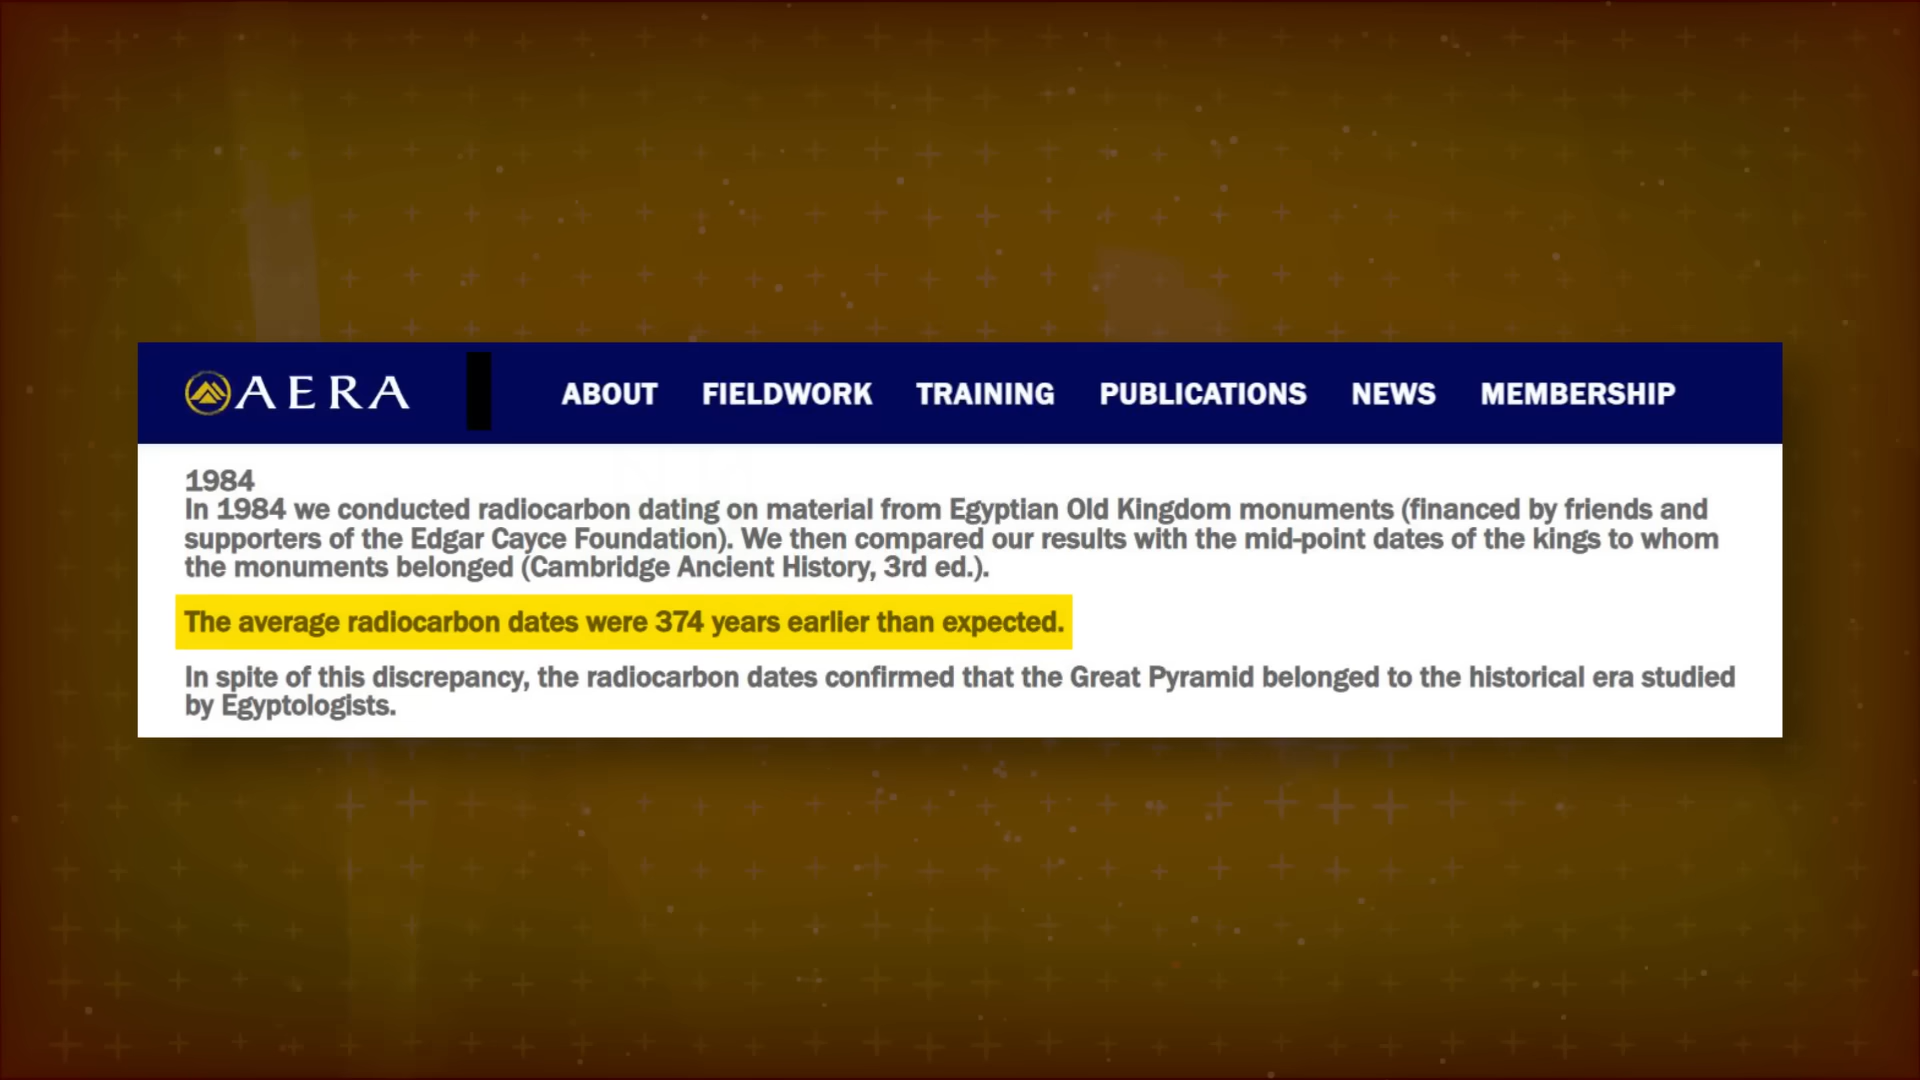 AERA
ABOUT FIELDWORK TRAINING PUBLICATIONS NEWS MEMBERSHIP
1984
In 1984 we conducted radiocarbon dating on material from Egyptian Old Kingdom monuments (financed by friends and
supporters of the Edgar Cayce Foundation). We then compared our results with the mid-point dates of the kings to whom
the monuments belonged (Cambridge Ancient History, 3rd ed.).
The average radiocarbon dates were 374 years earlier than expected.
In spite of this discrepancy, the radiocarbon dates confirmed that the Great Pyramid belonged to the historical era studied
by Egyptologists.